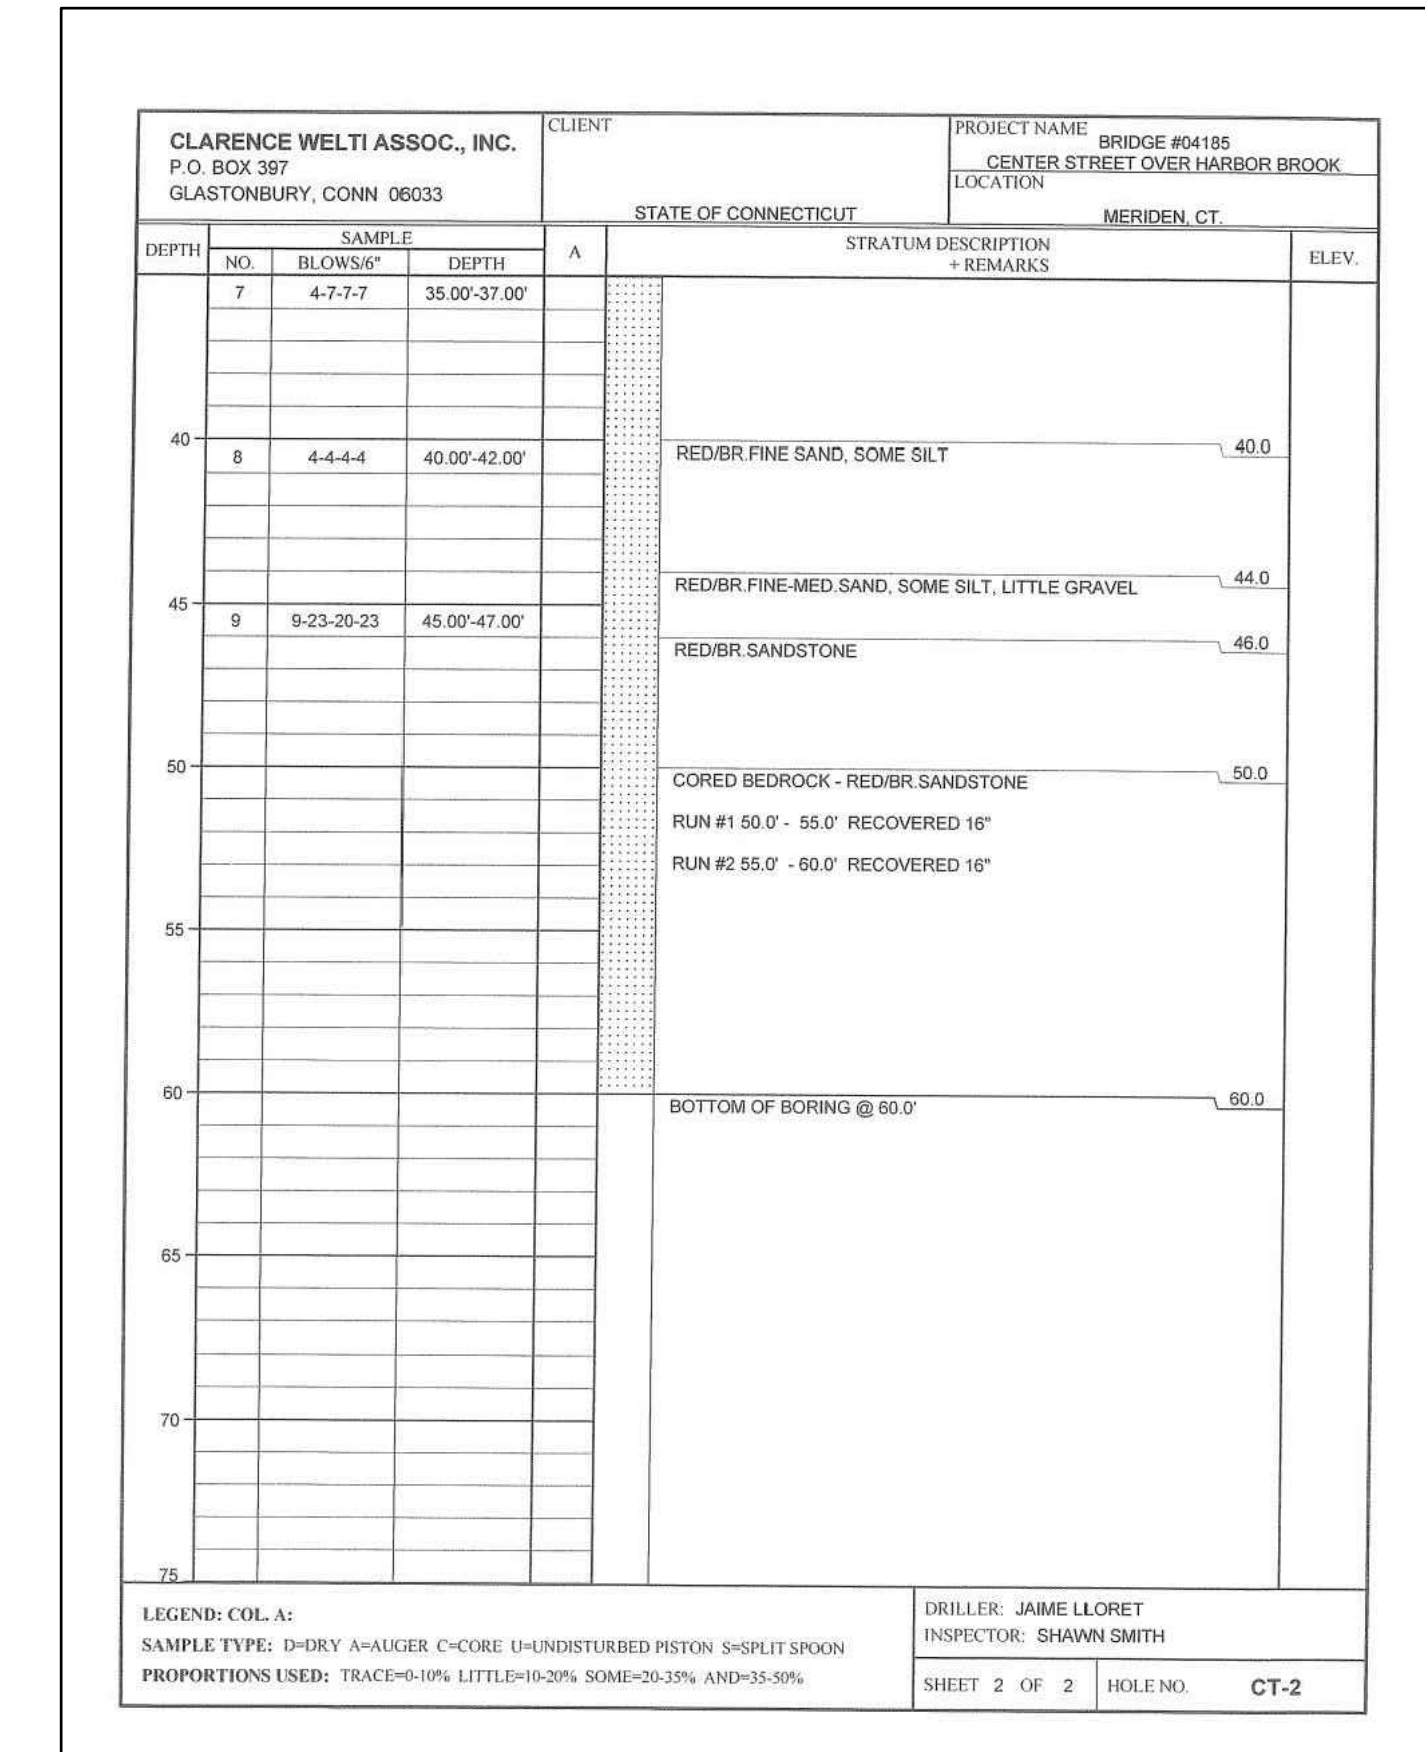 CLARENCE WELTI ASSOC., INC.
P.O. BOX 397
GLASTONBURY, CONN 06033
CLIENT
STATE OF CONNECTICUT
PROJECT NAME
BRIDGE #04185
CENTER STREET OVER HARBOR BROOK
LOCATION
MERIDEN, CT.
DEPTH
SAMPLE
NO. BLOWS/6" DEPTH
A
STRATUM DESCRIPTION
+ REMARKS
ELEV.
7 4-7-7-7 35.00'-37.00'
40
8 4-4-4-4 40.00'-42.00'
RED/BR.FINE SAND, SOME SILT 40.0
RED/BR.FINE-MED.SAND, SOME SILT, LITTLE GRAVEL 44.0
45
9 9-23-20-23 45.00'-47.00'
RED/BR.SANDSTONE 46.0
50
CORED BEDROCK - RED/BR.SANDSTONE 50.0
RUN #1 50.0' - 55.0' RECOVERED 16"
RUN #2 55.0' - 60.0' RECOVERED 16"
55
60
BOTTOM OF BORING @ 60.0' 60.0
65
70
75
LEGEND: COL. A:
SAMPLE TYPE: D=DRY A=AUGER C=CORE U=UNDISTURBED PISTON S=SPLIT SPOON
PROPORTIONS USED: TRACE=0-10% LITTLE=10-20% SOME=20-35% AND=35-50%
DRILLER: JAIME LLORET
INSPECTOR: SHAWN SMITH
SHEET 2 OF 2 HOLE NO. CT-2